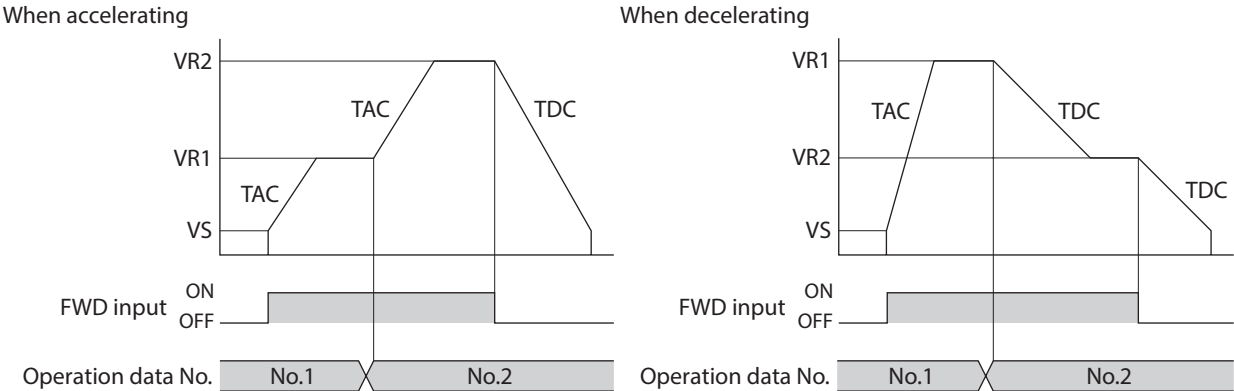 When accelerating
VR2
TAC
TDC
VR1
TAC
VS
FWD input
ON
OFF
Operation data No.
No.1
No.2
When decelerating
VR1
TAC
TDC
VR2
TDC
VS
FWD input
ON
OFF
Operation data No.
No.1
No.2